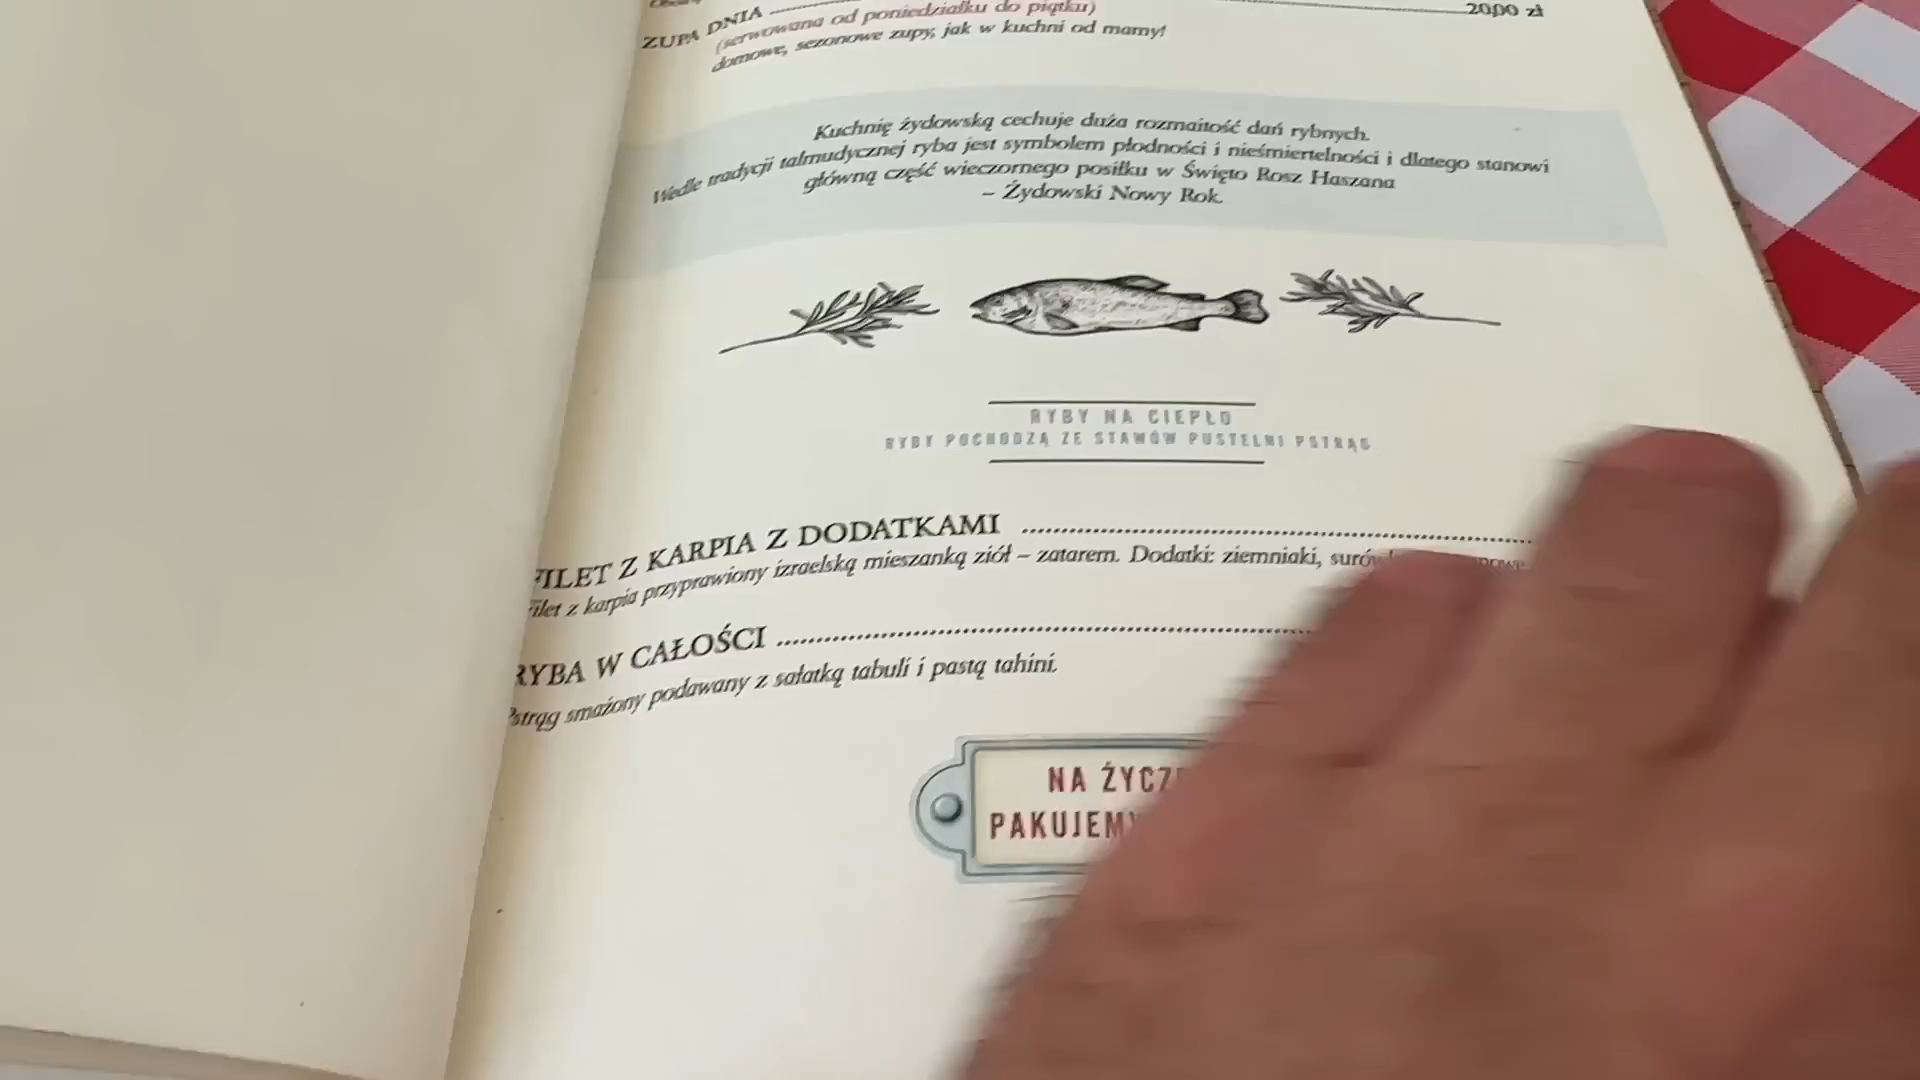 ZUPA DNIA 20,00 zł
(serwowana od poniedziałku do piątku)
domowe, sezonowe zupy, jak w kuchni od mamy!
Kuchnię żydowską cechuje duża rozmaitość dań rybnych.
Wedle tradycji talmudycznej ryba jest symbolem płodności i nieśmiertelności i dlatego stanowi
główną część wieczornego posiłku w Święto Rosz Haszana
– Żydowski Nowy Rok.
RYBY NA CIEPŁO
RYBY POCHODZĄ ZE STAWÓW PUSTELNI PSTRĄG
FILET Z KARPIA Z DODATKAMI
Filet z karpia przyprawiony izraelską mieszanką ziół – zatarem. Dodatki: ziemniaki,
RYBA W CAŁOŚCI
Pstrąg smażony podawany z sałatką tabuli i pastą tahini.
NA
PAKUJEMY